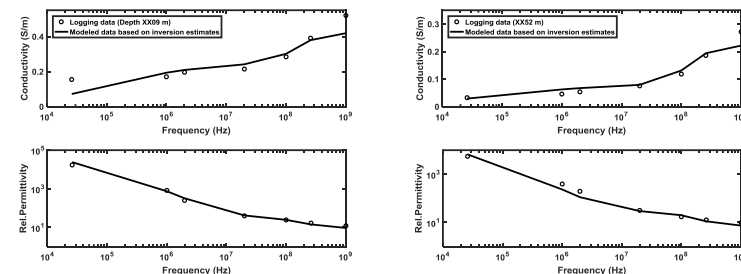 Logging data (Depth XX09 m)
Modeled data based on inversion estimates
Conductivity (S/m)
0.4
0.2
0
10^4 10^5 10^6 10^7 10^8 10^9
Frequency (Hz)
Rel.Permittivity
10^5
10^3
10^1
10^4 10^5 10^6 10^7 10^8 10^9
Frequency (Hz)
Logging data (XX52 m)
Modeled data based on inversion estimates
Conductivity (S/m)
0.3
0.2
0.1
0
10^4 10^5 10^6 10^7 10^8
Frequency (Hz)
Rel.Permittivity
10^3
10^1
10^4 10^5 10^6 10^7 10^8
Frequency (Hz)